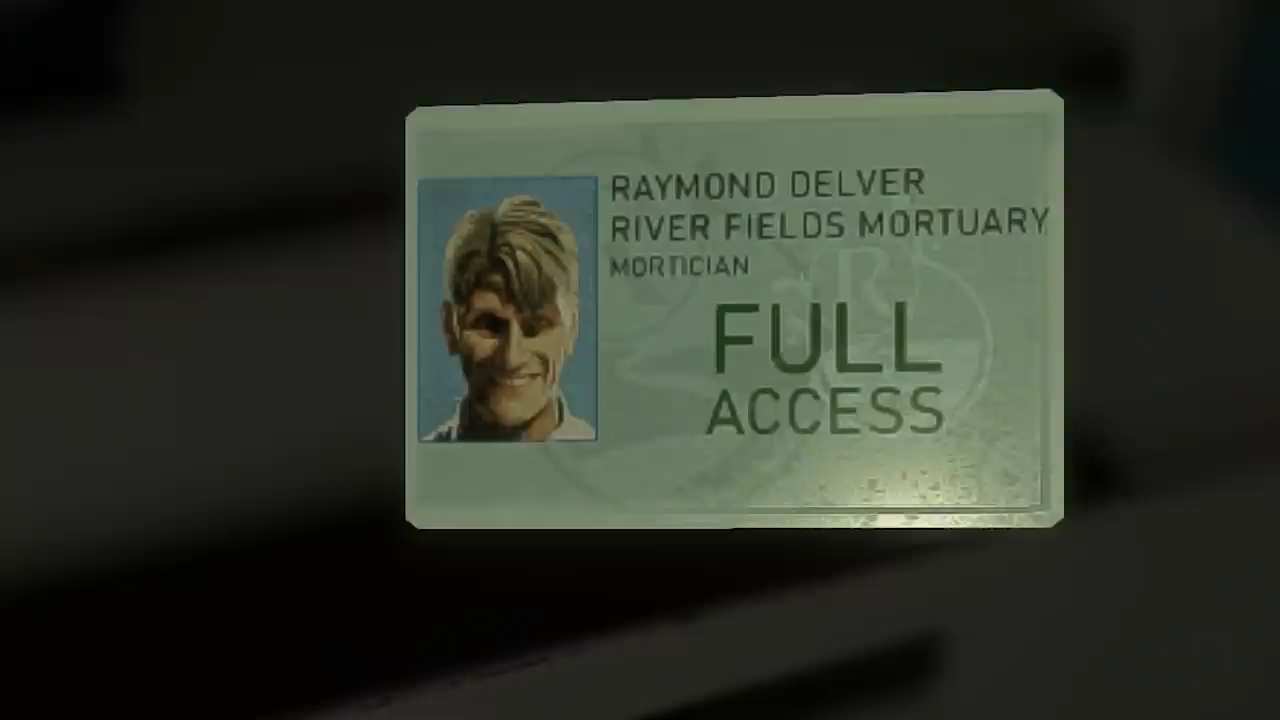 RAYMOND DELVER
RIVER FIELDS MORTUARY
MORTICIAN
FULL
ACCESS